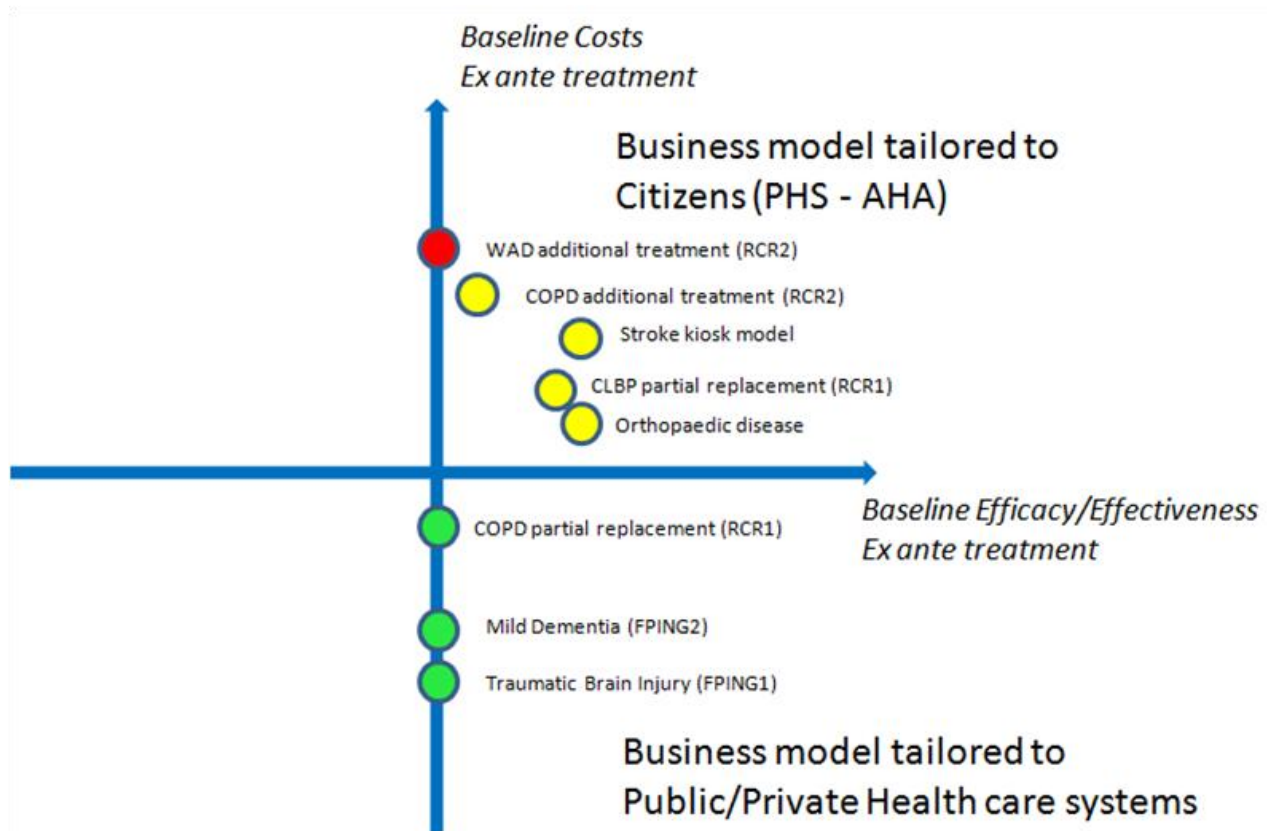 Baseline Costs
Ex ante treatment
Business model tailored to
Citizens (PHS - AHA)
WAD additional treatment (RCR2)
COPD additional treatment (RCR2)
Stroke kiosk model
CLBP partial replacement (RCR1)
Orthopaedic disease
Baseline Efficacy/Effectiveness
Ex ante treatment
COPD partial replacement (RCR1)
Mild Dementia (FPING2)
Traumatic Brain Injury (FPING1)
Business model tailored to
Public/Private Health care systems